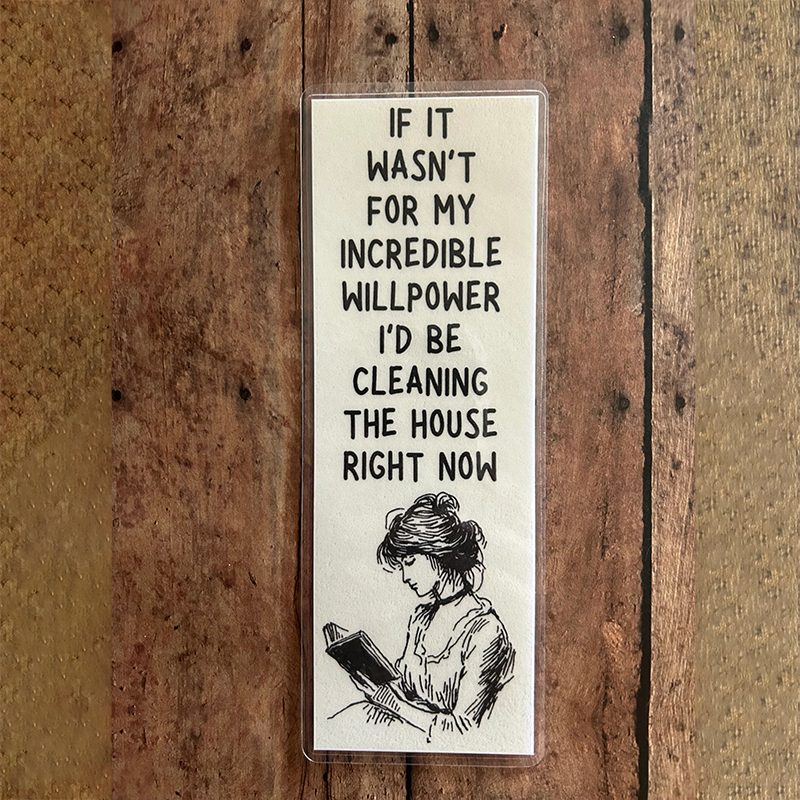 IF IT
WASN'T
FOR MY
INCREDIBLE
WILLPOWER
I'D BE
CLEANING
THE HOUSE
RIGHT NOW